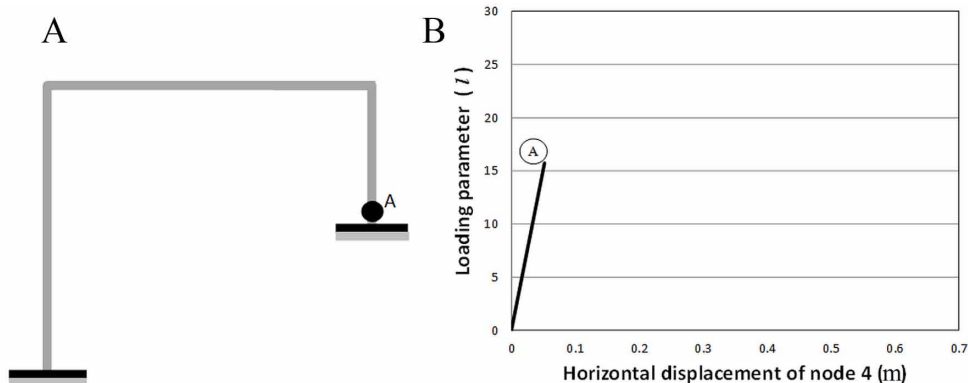 A
B
A
Loading parameter ( l )
30
25
20
15
10
5
0
A
0 0.1 0.2 0.3 0.4 0.5 0.6 0.7
Horizontal displacement of node 4 (m)